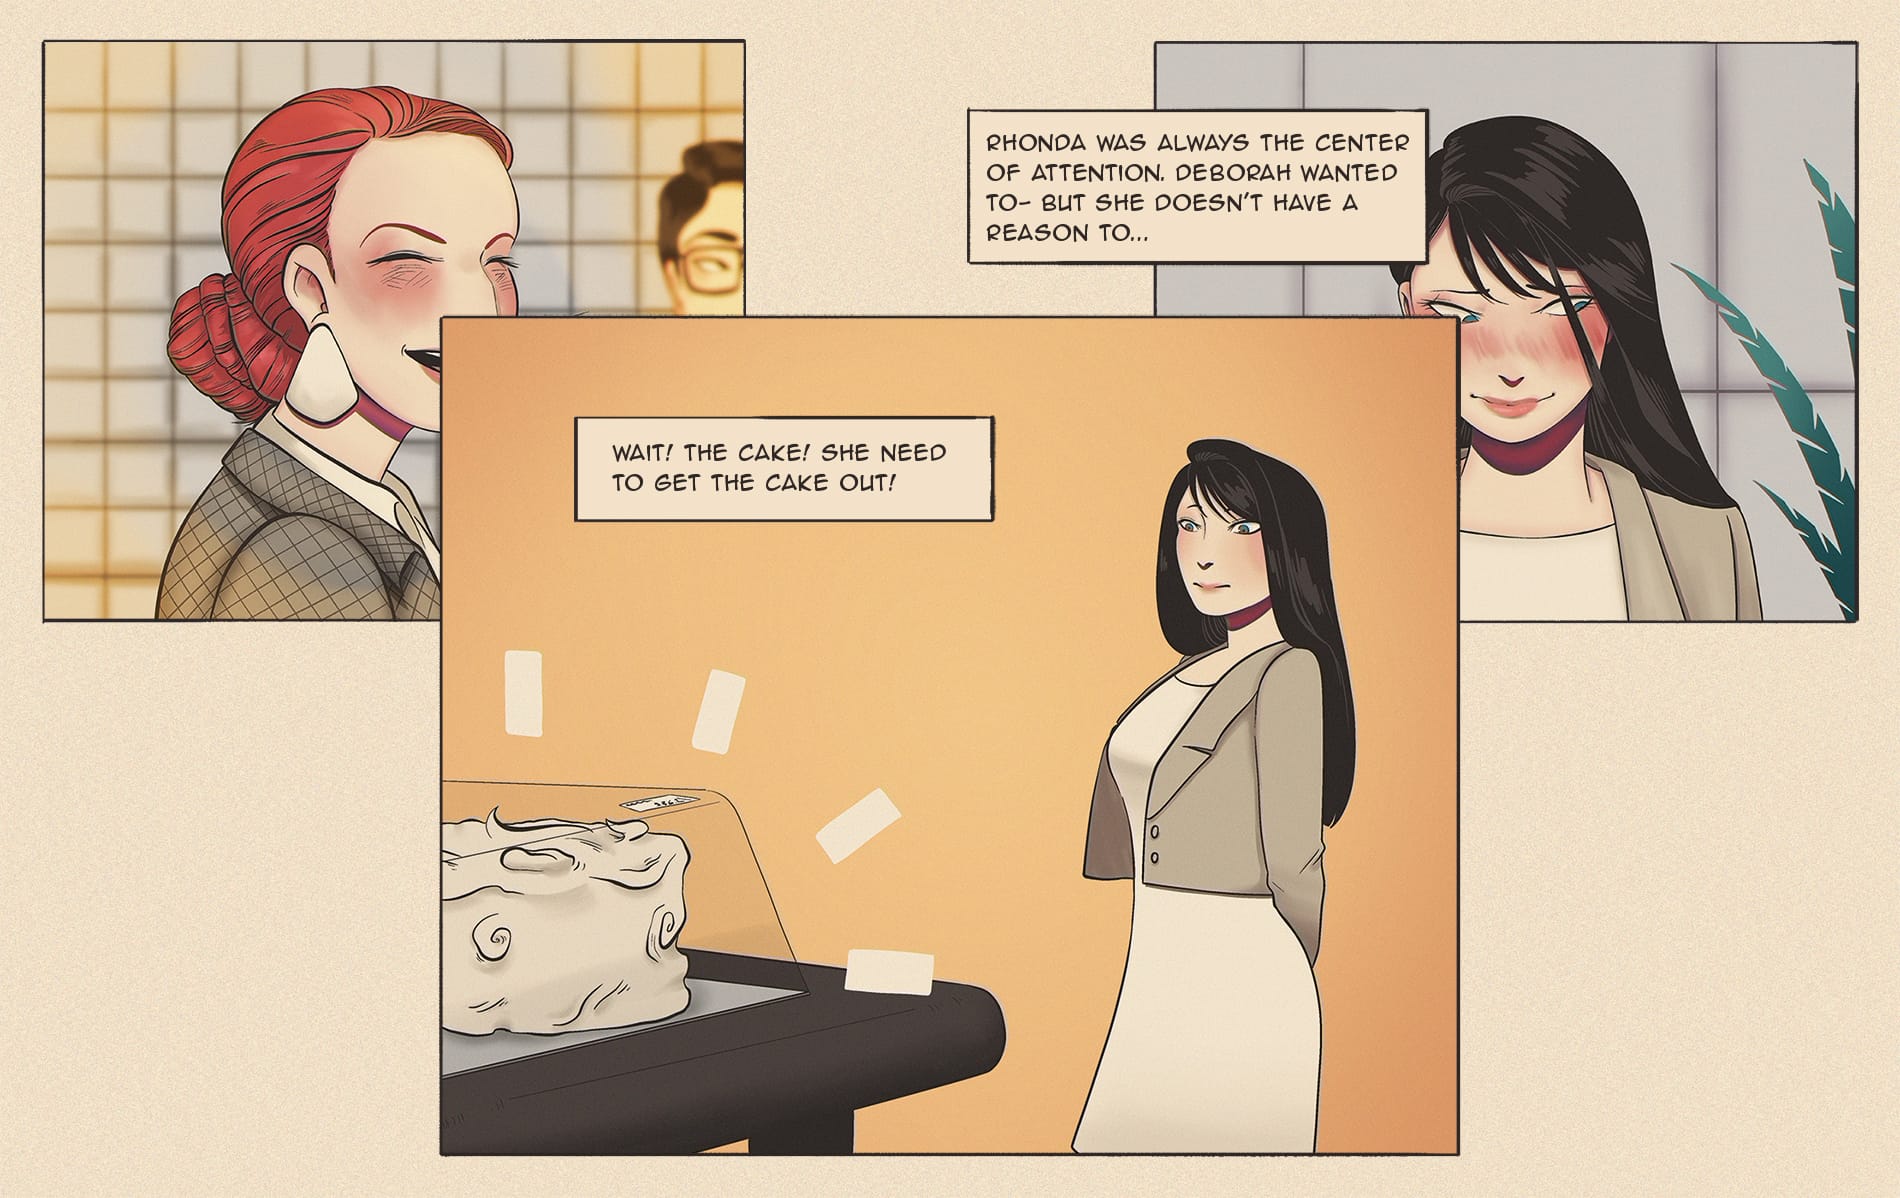 RHONDA WAS ALWAYS THE CENTER
OF ATTENTION. DEBORAH WANTED
TO- BUT SHE DOESN'T HAVE A
REASON TO...
WAIT! THE CAKE! SHE NEED
TO GET THE CAKE OUT!